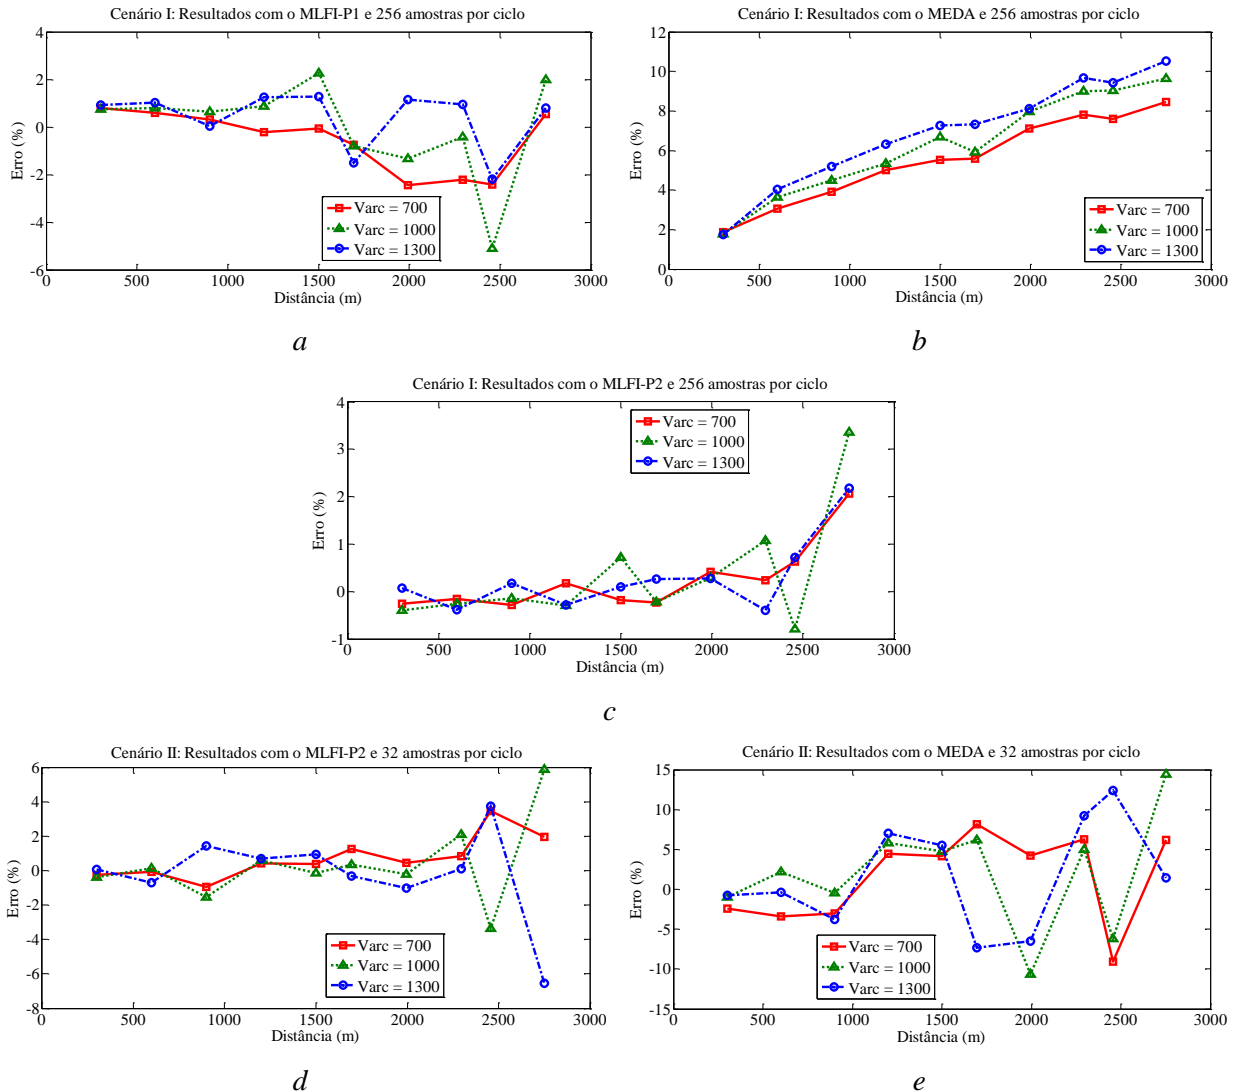 Cenário I: Resultados com o MLFI-P1 e 256 amostras por ciclo
4
2
0
-2
-4
-6
Erro (%)
Varc = 700
Varc = 1000
Varc = 1300
0 500 1000 1500 2000 2500 3000
Distância (m)
a
Cenário I: Resultados com o MEDA e 256 amostras por ciclo
12
10
8
6
4
2
0
Erro (%)
Varc = 700
Varc = 1000
Varc = 1300
0 500 1000 1500 2000 2500 3000
Distância (m)
b
Cenário I: Resultados com o MLFI-P2 e 256 amostras por ciclo
4
3
2
1
0
-1
Erro (%)
Varc = 700
Varc = 1000
Varc = 1300
0 500 1000 1500 2000 2500 3000
Distância (m)
c
Cenário II: Resultados com o MLFI-P2 e 32 amostras por ciclo
6
4
2
0
-2
-4
-6
-8
Erro (%)
Varc = 700
Varc = 1000
Varc = 1300
0 500 1000 1500 2000 2500 3000
Distância (m)
d
Cenário II: Resultados com o MEDA e 32 amostras por ciclo
15
10
5
0
-5
-10
-15
Erro (%)
Varc = 700
Varc = 1000
Varc = 1300
0 500 1000 1500 2000 2500 3000
Distância (m)
e